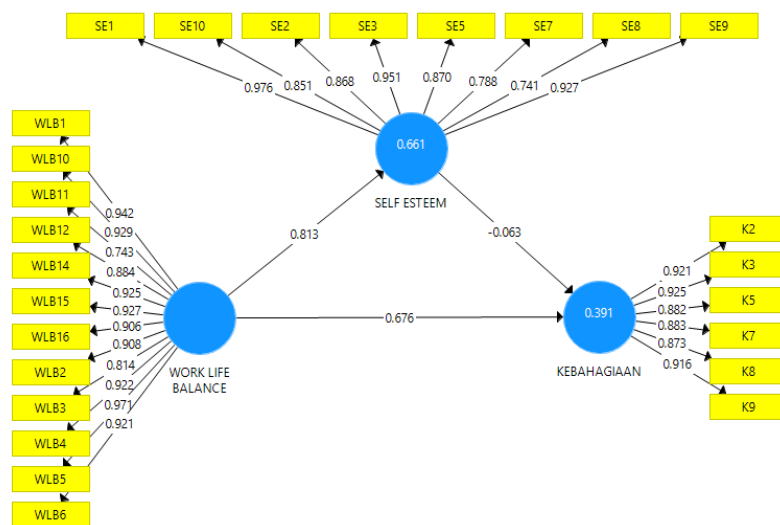 SE1 SE10 SE2 SE3 SE5 SE7 SE8 SE9
0.976 0.851 0.868 0.951 0.870 0.788 0.741 0.927
0.661
SELF ESTEEM
WLB1
WLB10
WLB11
WLB12
WLB14
WLB15
WLB16
WLB2
WLB3
WLB4
WLB5
WLB6
0.942
0.929
0.743
0.884
0.925
0.927
0.906
0.908
0.814
0.922
0.971
0.921
WORK LIFE
BALANCE
0.813
-0.063
0.676
0.391
KEBAHAGIAAN
0.921
0.925
0.882
0.883
0.873
0.916
K2
K3
K5
K7
K8
K9